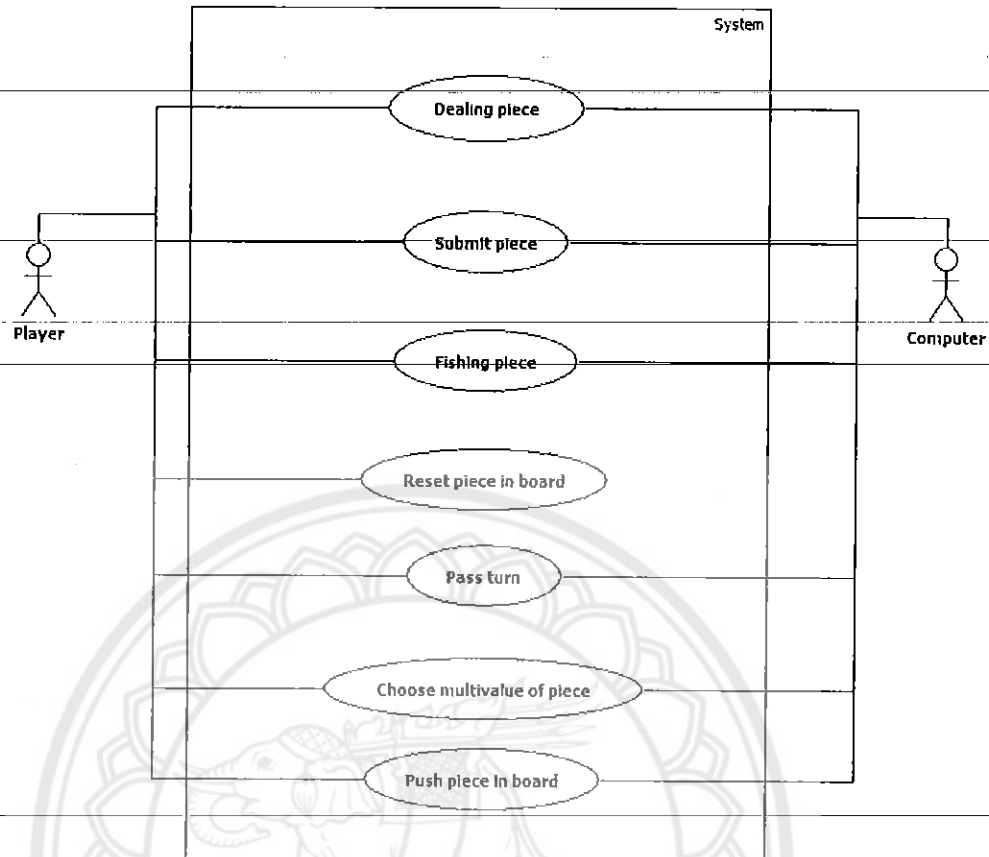 System
Dealing piece
Submit piece
Player
Computer
Fishing piece
Reset piece in board
Pass turn
Choose multivalue of piece
Push piece in board